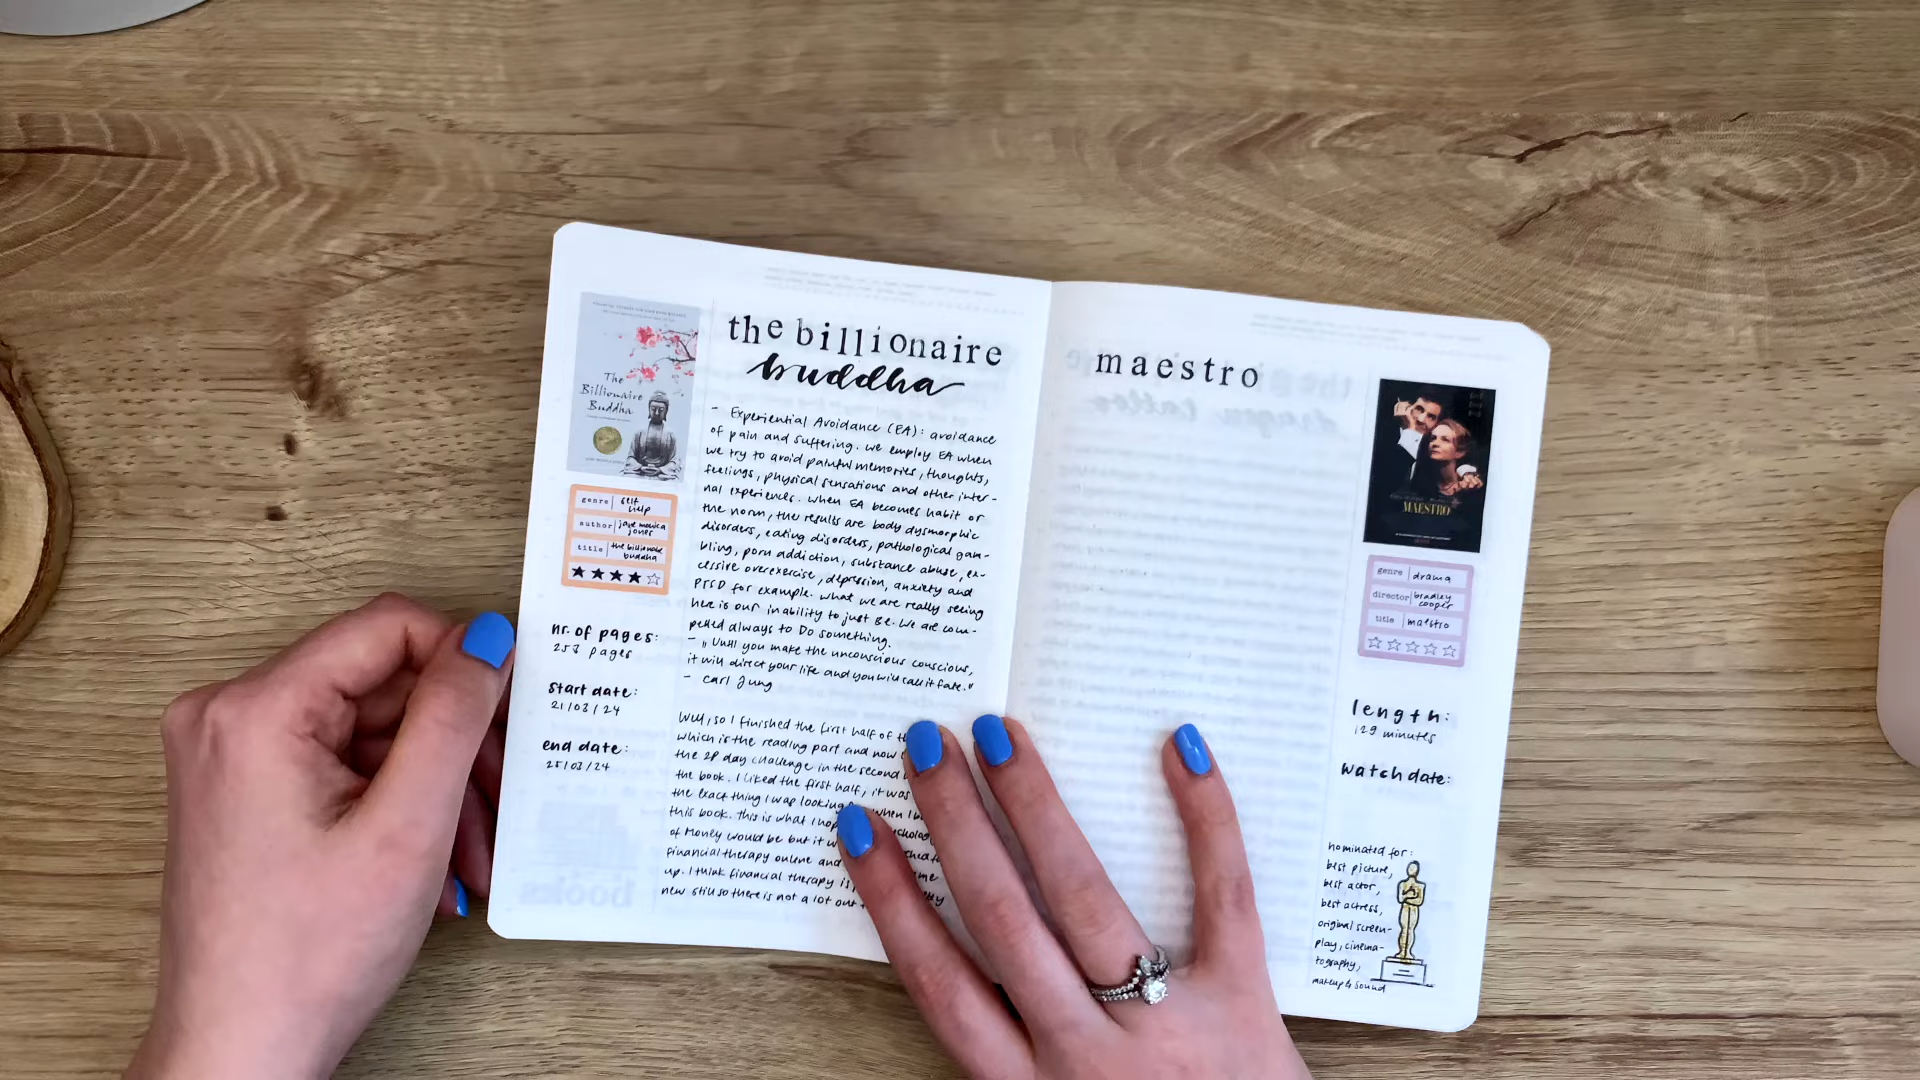 The
Billionaire
Buddha
genre | self
help
author | jaye monica
jones
title | the billionaire
buddha
nr. of pages:
253 pages
start date:
21/03/24
end date:
25/03/24
the billionaire
buddha
- Experiential Avoidance (EA): avoidance
of pain and suffering. we employ EA when
we try to avoid painful memories, thoughts,
feelings, physical sensations and other inter-
nal experiences. when EA becomes habit or
the norm, the results are body dysmorphic
disorders, eating disorders, pathological gam-
bling, porn addiction, substance abuse, ex-
cessive overexercise, depression, anxiety and
PTSD for example. what we are really seeing
here is our inability to just Be. We are com-
pelled always to Do something.
- „Until you make the unconscious conscious,
it will direct your life and you will call it fate."
- Carl Jung
Well, so I finished the first half of
which is the reading part and now
the 28 day challenge in the second
the book. I liked the first half, it was
the exact thing I was looking when I
this book. This is what I
of Money would be but it
financial therapy online and
up. I think financial therapy is
new still so there is not a lot out
maestro
MAESTRO
genre | drama
director | bradley
cooper
title | maestro
length:
129 minutes
watch date:
nominated for:
best picture,
best actor,
best actress,
original screen-
play, cinema-
tography,
makeup & sound